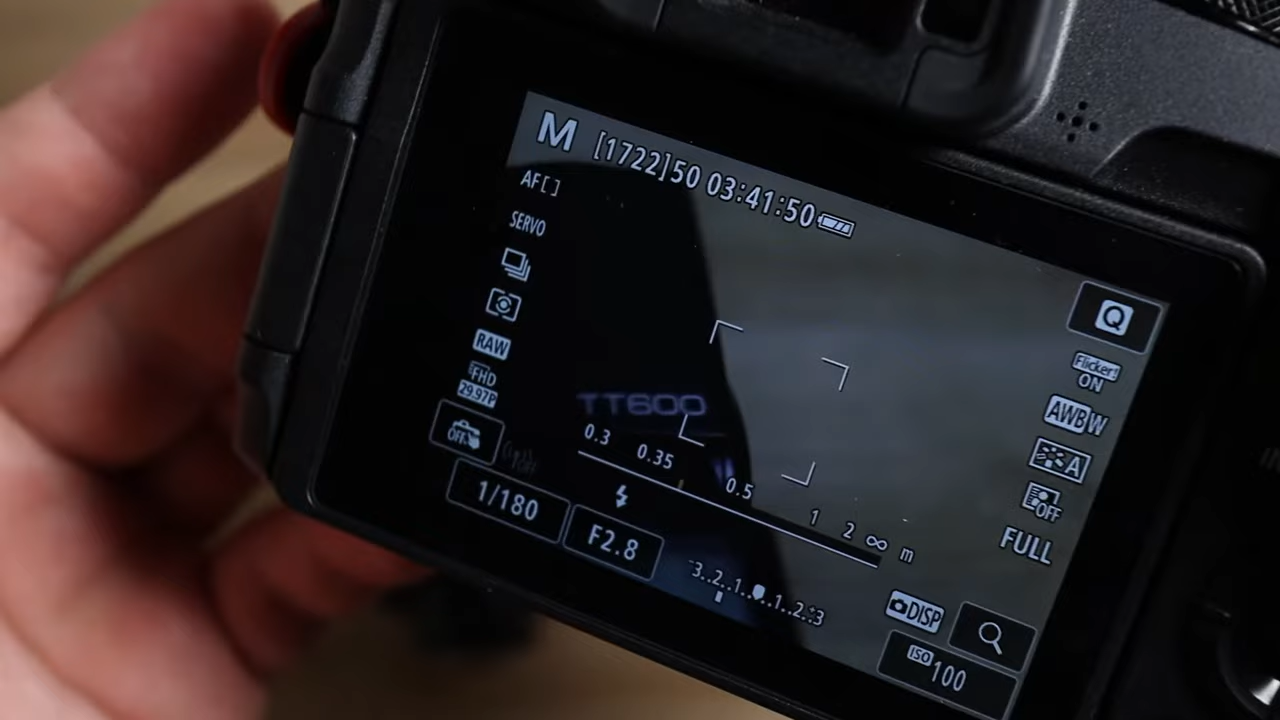 M [1722]50 03:41:50
AF[ ]
SERVO
RAW
FHD
29.97P
OFF
1/180
F2.8
TT600
0.3 0.35 0.5 1 2 ∞ m
-3..2..1..0..1..2..+3
Q
Flicker!
ON
AWBW
A
OFF
FULL
DISP
ISO 100